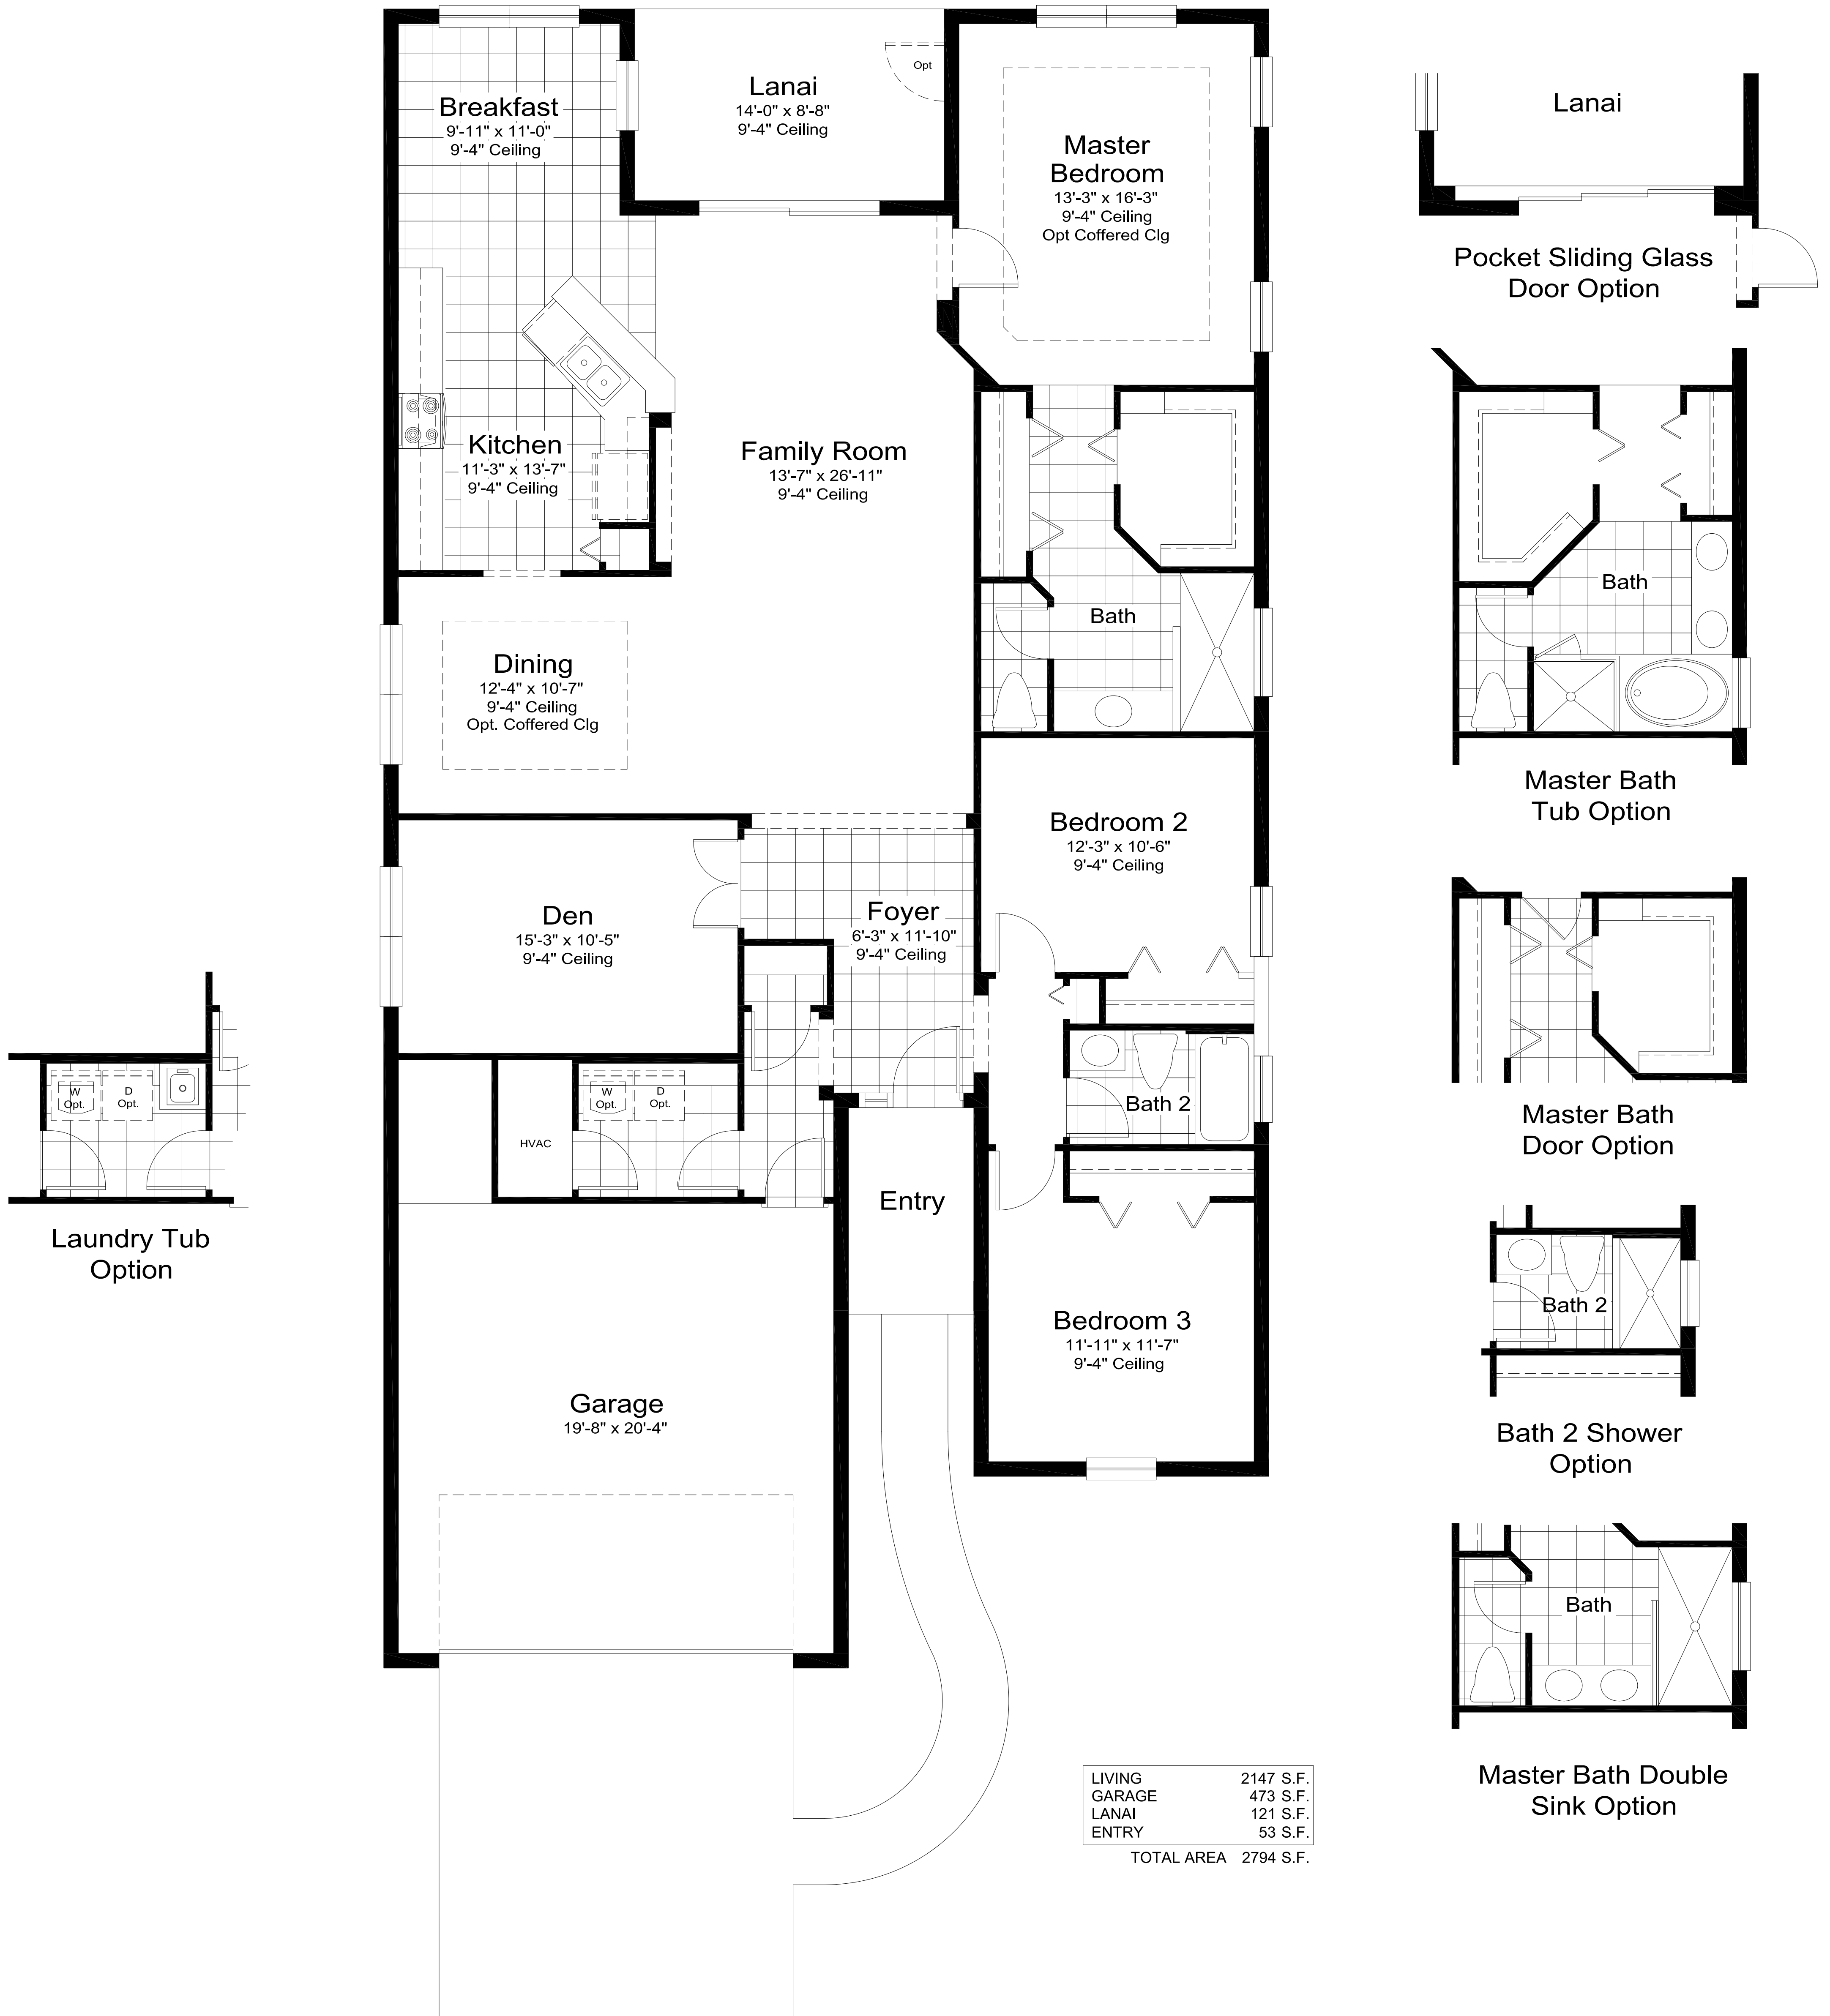 Breakfast
9'-11" x 11'-0"
9'-4" Ceiling
Lanai
14'-0" x 8'-8"
9'-4" Ceiling
Opt
Master
Bedroom
13'-3" x 16'-3"
9'-4" Ceiling
Opt Coffered Clg
Kitchen
11'-3" x 13'-7"
9'-4" Ceiling
Family Room
13'-7" x 26'-11"
9'-4" Ceiling
Bath
Dining
12'-4" x 10'-7"
9'-4" Ceiling
Opt. Coffered Clg
Bedroom 2
12'-3" x 10'-6"
9'-4" Ceiling
Den
15'-3" x 10'-5"
9'-4" Ceiling
Foyer
6'-3" x 11'-10"
9'-4" Ceiling
HVAC
W
Opt.
D
Opt.
Bath 2
Entry
Bedroom 3
11'-11" x 11'-7"
9'-4" Ceiling
Garage
19'-8" x 20'-4"
W
Opt.
D
Opt.
Laundry Tub
Option
Lanai
Pocket Sliding Glass
Door Option
Bath
Master Bath
Tub Option
Master Bath
Door Option
Bath 2
Bath 2 Shower
Option
Bath
Master Bath Double
Sink Option
LIVING 2147 S.F.
GARAGE 473 S.F.
LANAI 121 S.F.
ENTRY 53 S.F.
TOTAL AREA 2794 S.F.